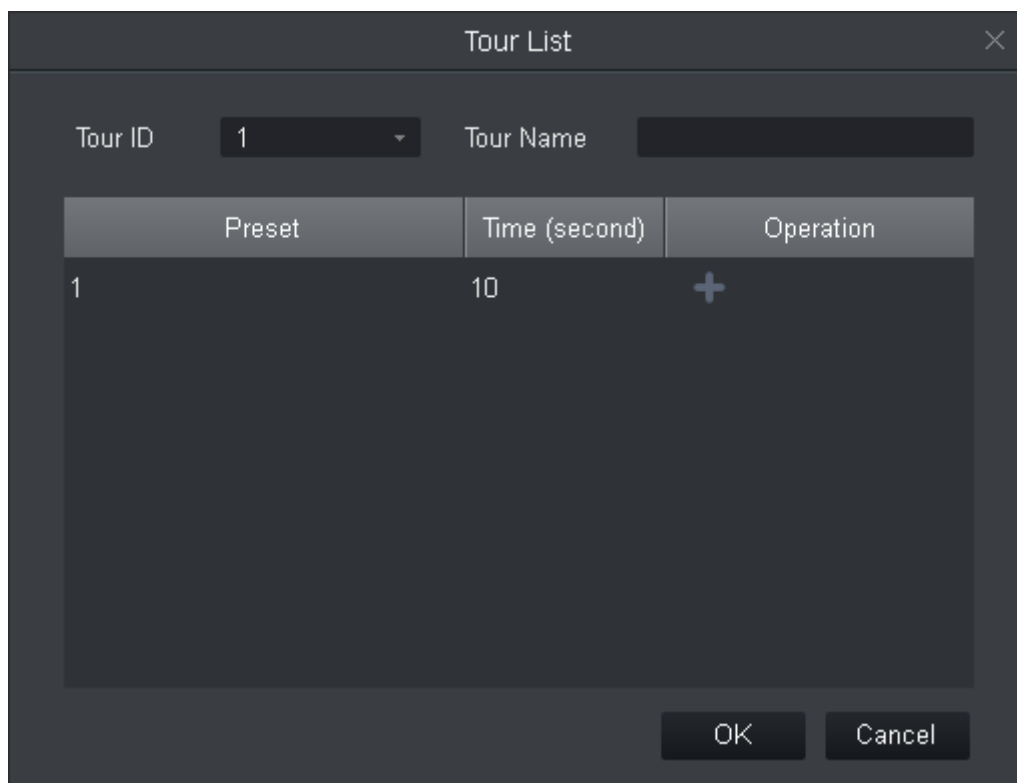 Tour List
Tour ID 1 Tour Name
Preset Time (second) Operation
1 10
OK Cancel